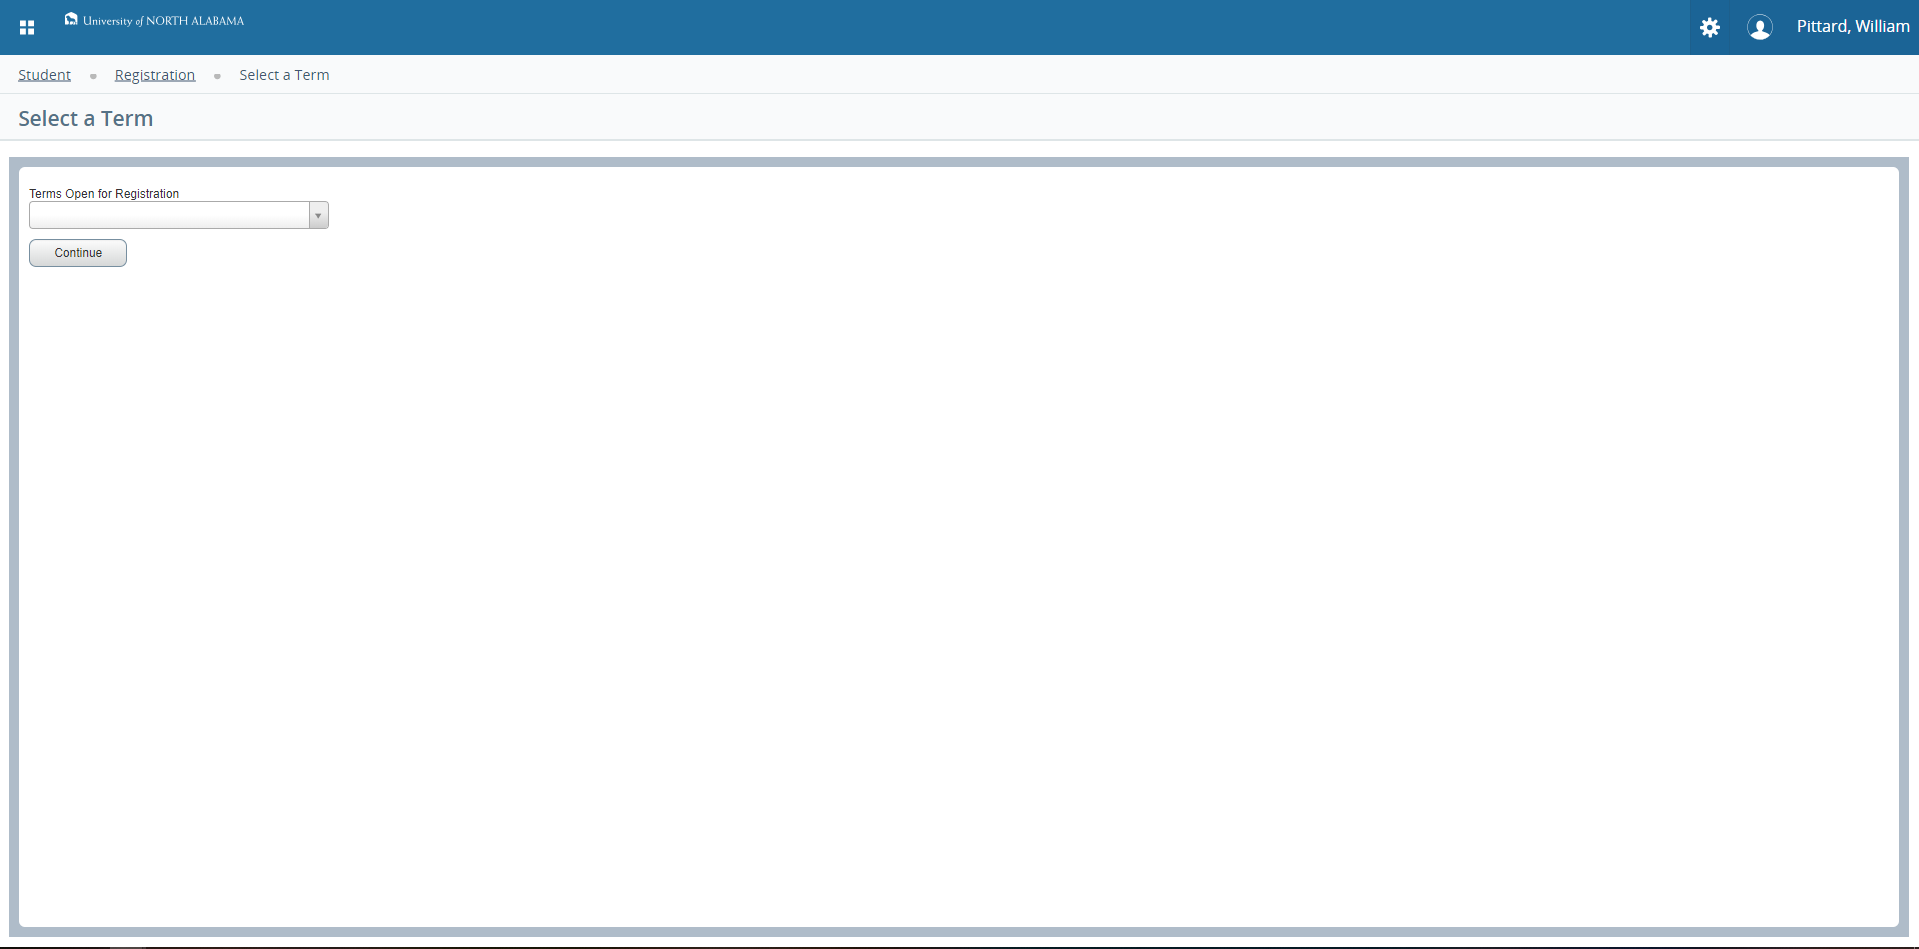 University of NORTH ALABAMA
Pittard, William
Student Registration Select a Term
Select a Term
Terms Open for Registration
Continue